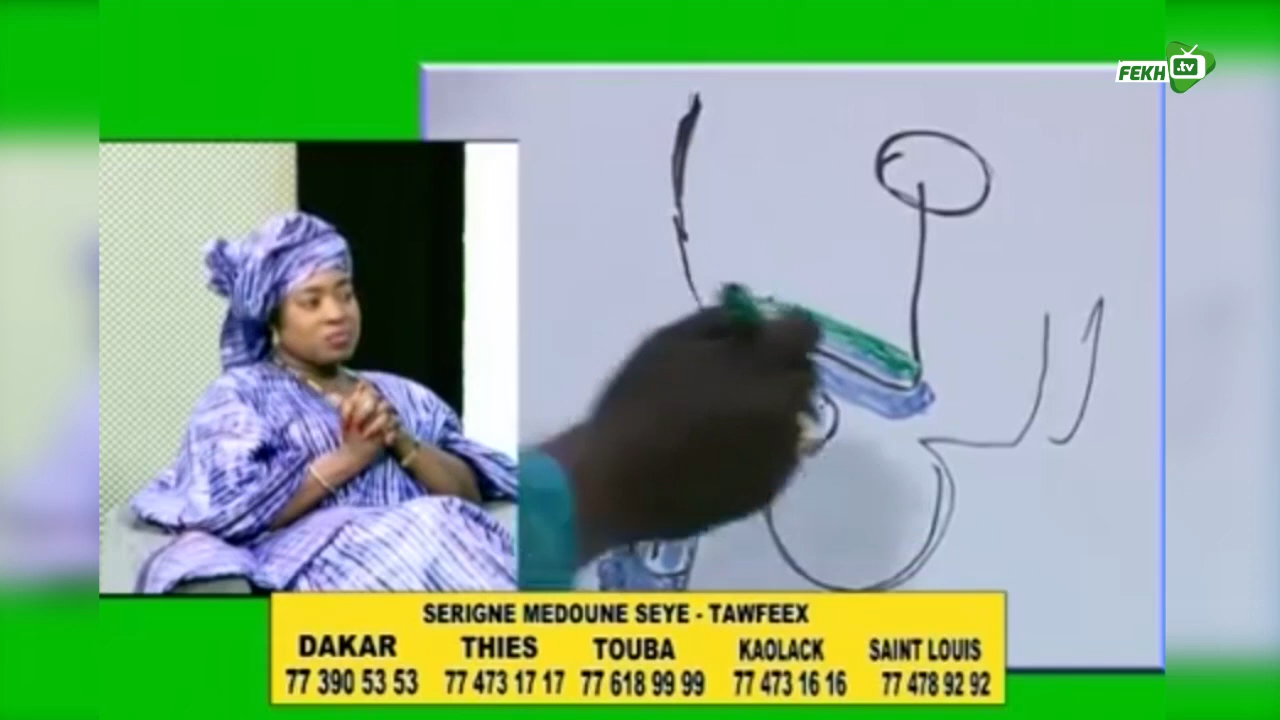 FEKH .tv
SERIGNE MEDOUNE SEYE - TAWFEEX
DAKAR THIES TOUBA KAOLACK SAINT LOUIS
77 390 53 53 77 473 17 17 77 618 99 99 77 473 16 16 77 478 92 92